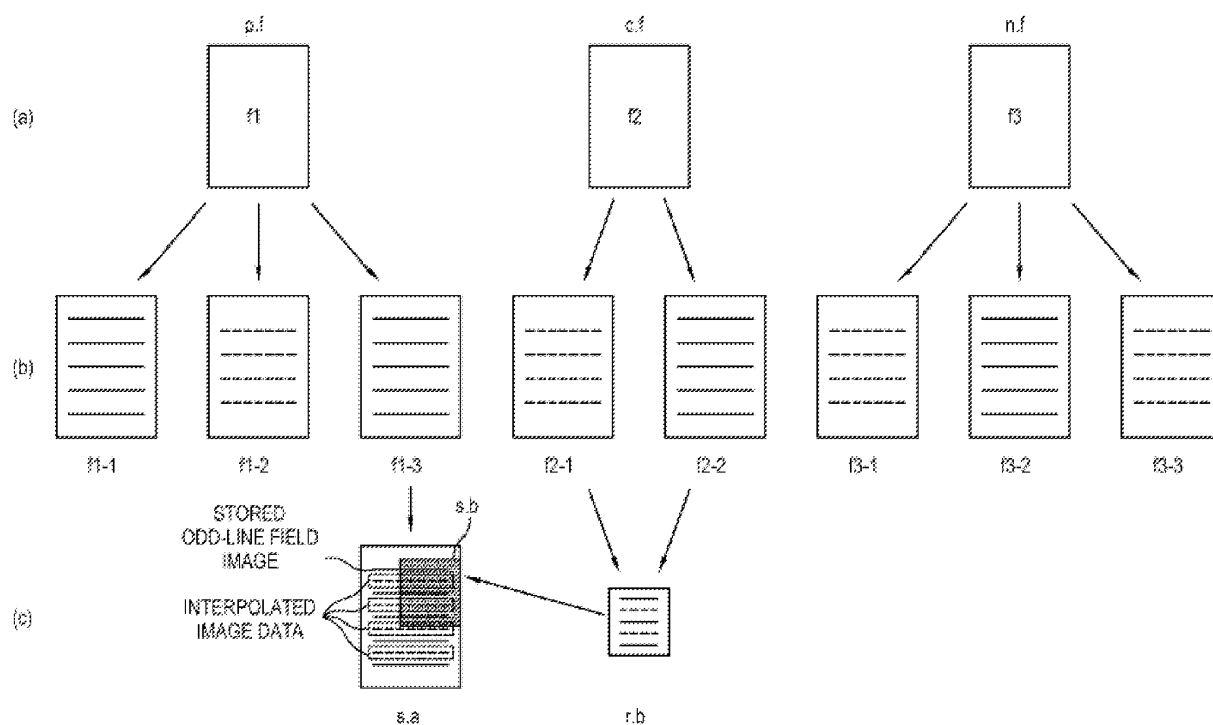 p.f c.f n.f
(a) f1 f2 f3
(b)
f1-1 f1-2 f1-3 f2-1 f2-2 f3-1 f3-2 f3-3
s.b
STORED
ODD-LINE FIELD
IMAGE
INTERPOLATED
IMAGE DATA
(c)
s.a r.b